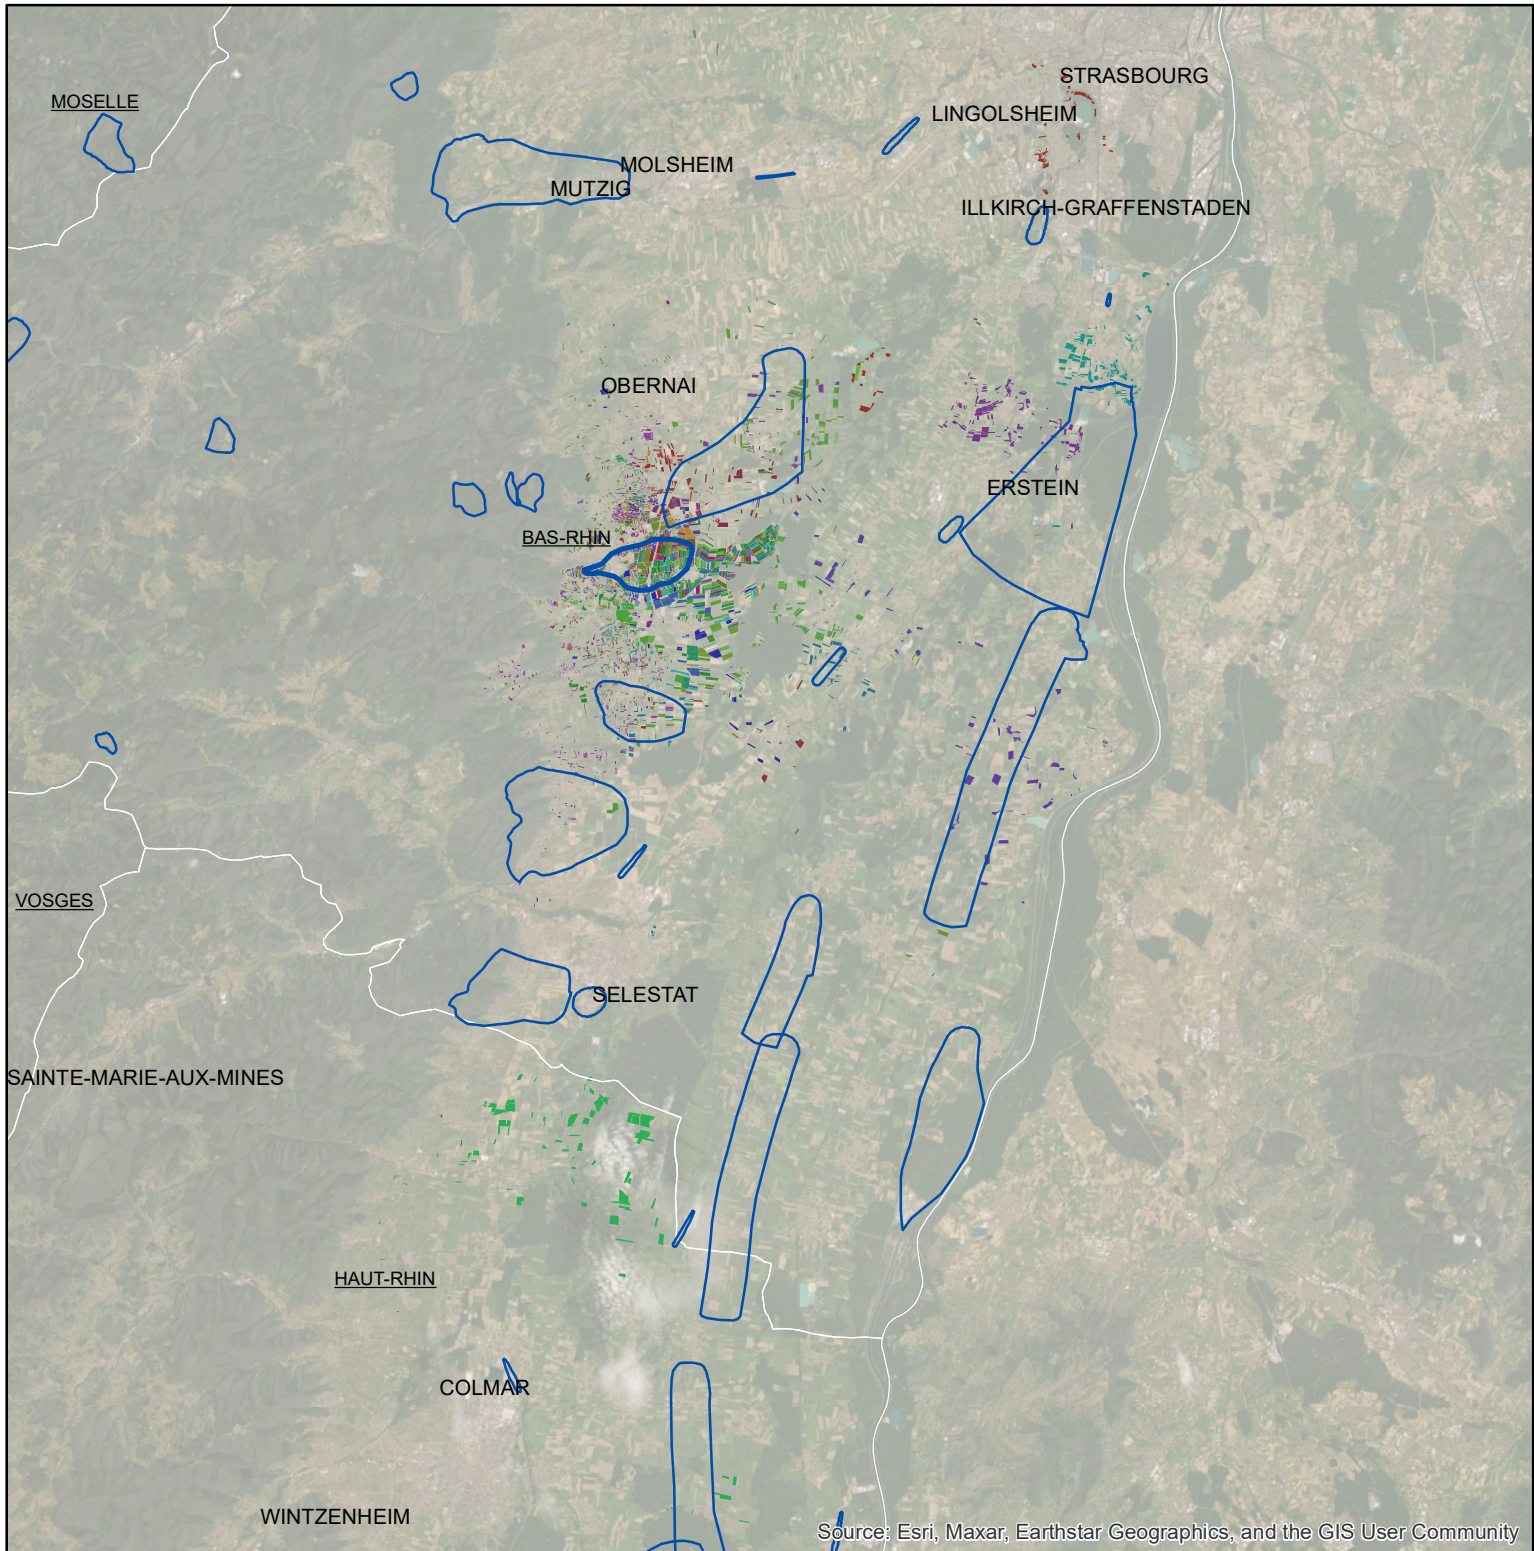 STRASBOURG
MOSELLE
LINGOLSHEIM
MOLSHEIM
MUTZIG
ILLKIRCH-GRAFFENSTADEN
OBERNAI
ERSTEIN
BAS-RHIN
VOSGES
SELESTAT
SAINTE-MARIE-AUX-MINES
HAUT-RHIN
COLMAR
WINTZENHEIM
Source: Esri, Maxar, Earthstar Geographics, and the GIS User Community